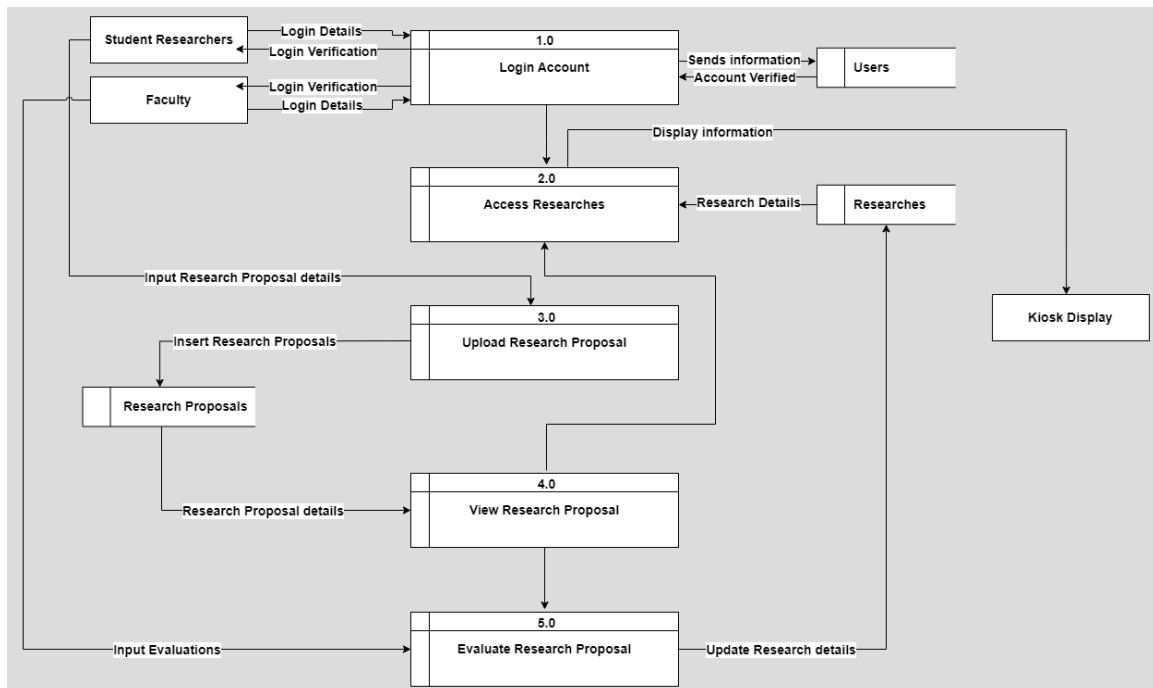 Login Details
1.0
Student Researchers
Login Verification
Sends information
Login Account
Users
Account Verified
Login Verification
Faculty
Login Details
Display information
2.0
Access Researches
Research Details
Researches
Input Research Proposal details
3.0
Kiosk Display
Insert Research Proposals
Upload Research Proposal
Research Proposals
4.0
Research Proposal details
View Research Proposal
5.0
Input Evaluations
Evaluate Research Proposal
Update Research details